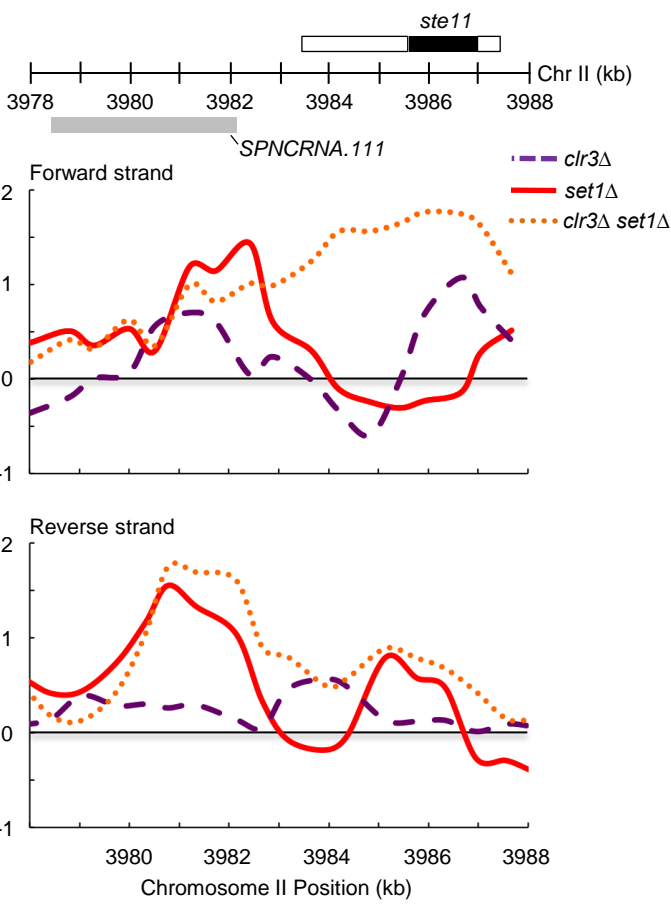 ste11
Chr II (kb)
3978 3980 3982 3984 3986 3988
SPNCRNA.111
clr3Δ
set1Δ
clr3Δ set1Δ
Forward strand
2
1
0
-1
Reverse strand
2
1
0
-1
3980 3982 3984 3986 3988
Chromosome II Position (kb)